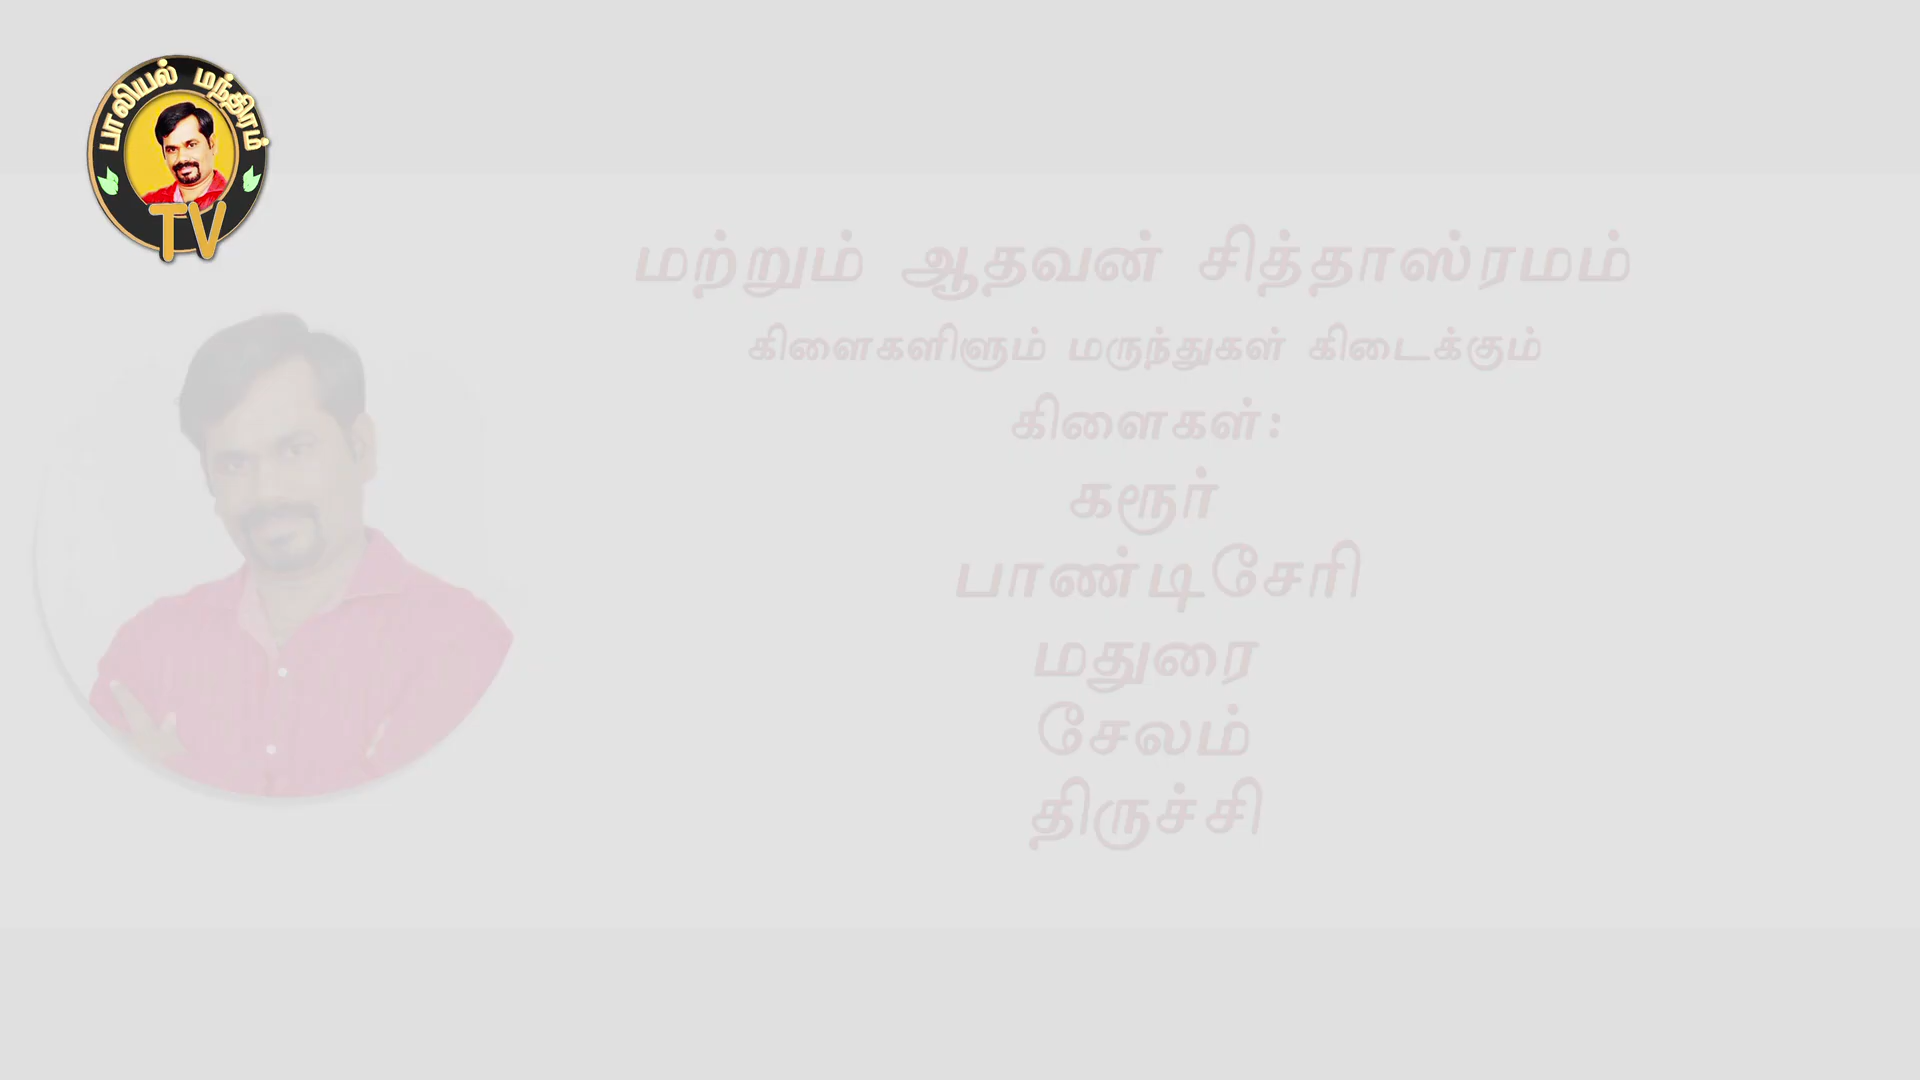 பாலியல் மந்திரம்
TV
மற்றும் ஆதவன் சித்தாஸ்ரமம்
கிளைகளிளும் மருந்துகள் கிடைக்கும்
கிளைகள்:
கரூர்
பாண்டிசேரி
மதுரை
சேலம்
திருச்சி